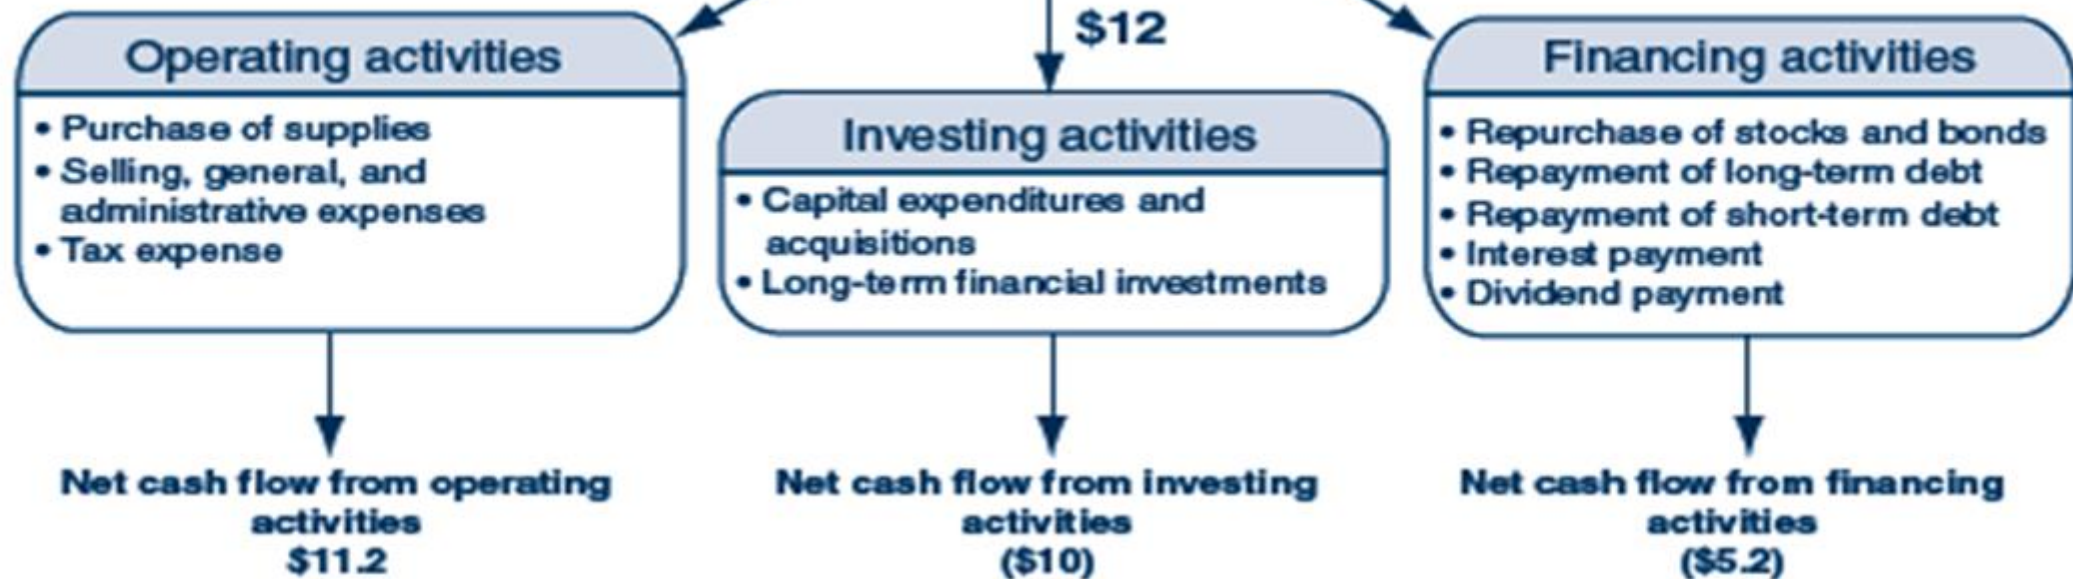 $12
Operating activities
• Purchase of supplies
• Selling, general, and
administrative expenses
• Tax expense
Investing activities
• Capital expenditures and
acquisitions
• Long-term financial investments
Financing activities
• Repurchase of stocks and bonds
• Repayment of long-term debt
• Repayment of short-term debt
• Interest payment
• Dividend payment
Net cash flow from operating
activities
$11.2
Net cash flow from investing
activities
($10)
Net cash flow from financing
activities
($5.2)